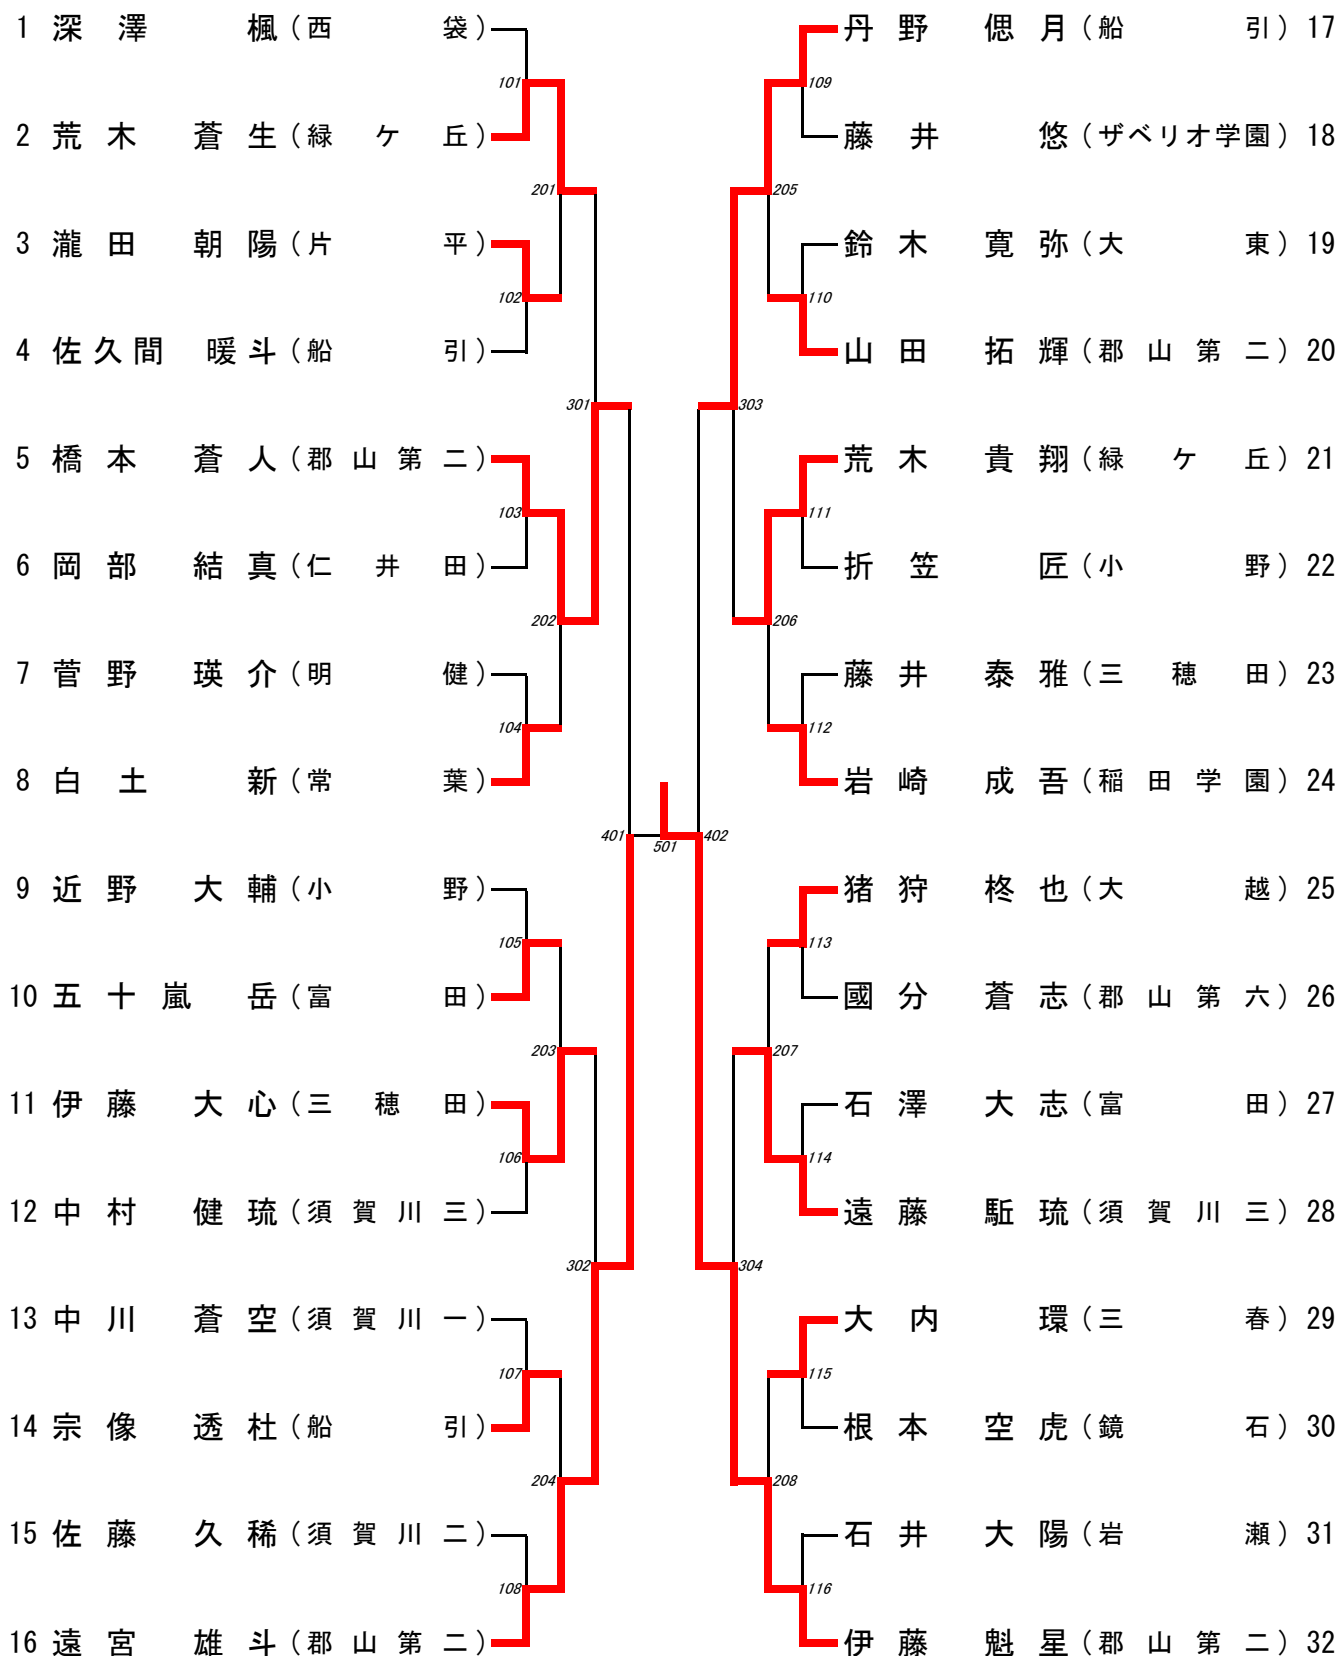 1 深澤 楓（西袋） 丹野 偲月（船引）17
101 109
2 荒木 蒼生（緑ケ丘） 藤井 悠（ザベリオ学園）18
201 205
3 瀧田 朝陽（片平） 鈴木 寛弥（大東）19
102 110
4 佐久間 暖斗（船引） 山田 拓輝（郡山第二）20
301 303
5 橋本 蒼人（郡山第二） 荒木 貴翔（緑ケ丘）21
103 111
6 岡部 結真（仁井田） 折笠 匠（小野）22
202 206
7 菅野 瑛介（明健） 藤井 泰雅（三穂田）23
104 112
8 白土 新（常葉） 岩崎 成吾（稲田学園）24
401 501 402
9 近野 大輔（小野） 猪狩 柊也（大越）25
105 113
10 五十嵐 岳（富田） 國分 蒼志（郡山第六）26
203 207
11 伊藤 大心（三穂田） 石澤 大志（富田）27
106 114
12 中村 健琉（須賀川三） 遠藤 駈琉（須賀川三）28
302 304
13 中川 蒼空（須賀川一） 大内 環（三春）29
107 115
14 宗像 透杜（船引） 根本 空虎（鏡石）30
204 208
15 佐藤 久稀（須賀川二） 石井 大陽（岩瀬）31
108 116
16 遠宮 雄斗（郡山第二） 伊藤 魁星（郡山第二）32